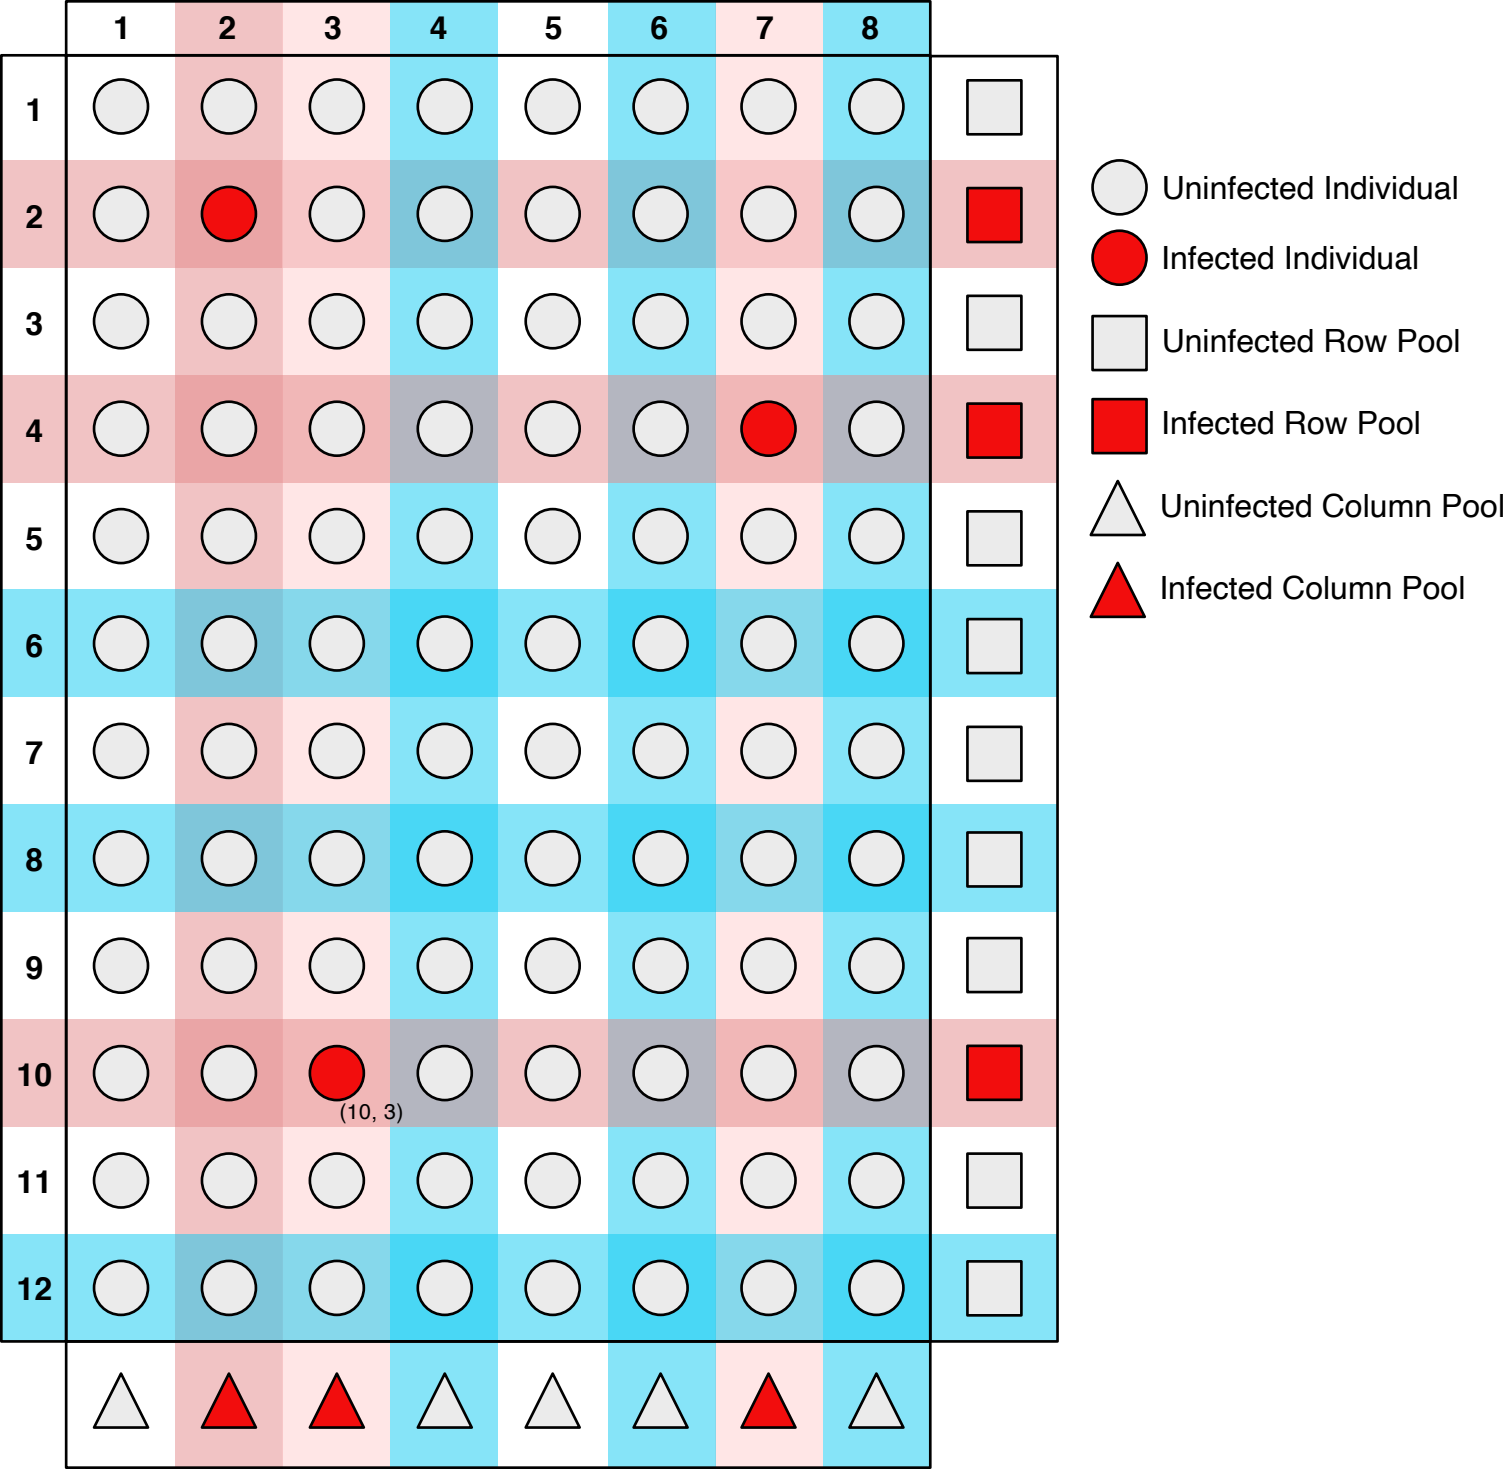 1 2 3 4 5 6 7 8
1
2
Uninfected Individual
Infected Individual
3
Uninfected Row Pool
4
Infected Row Pool
5
Uninfected Column Pool
Infected Column Pool
6
7
8
9
10
(10, 3)
11
12